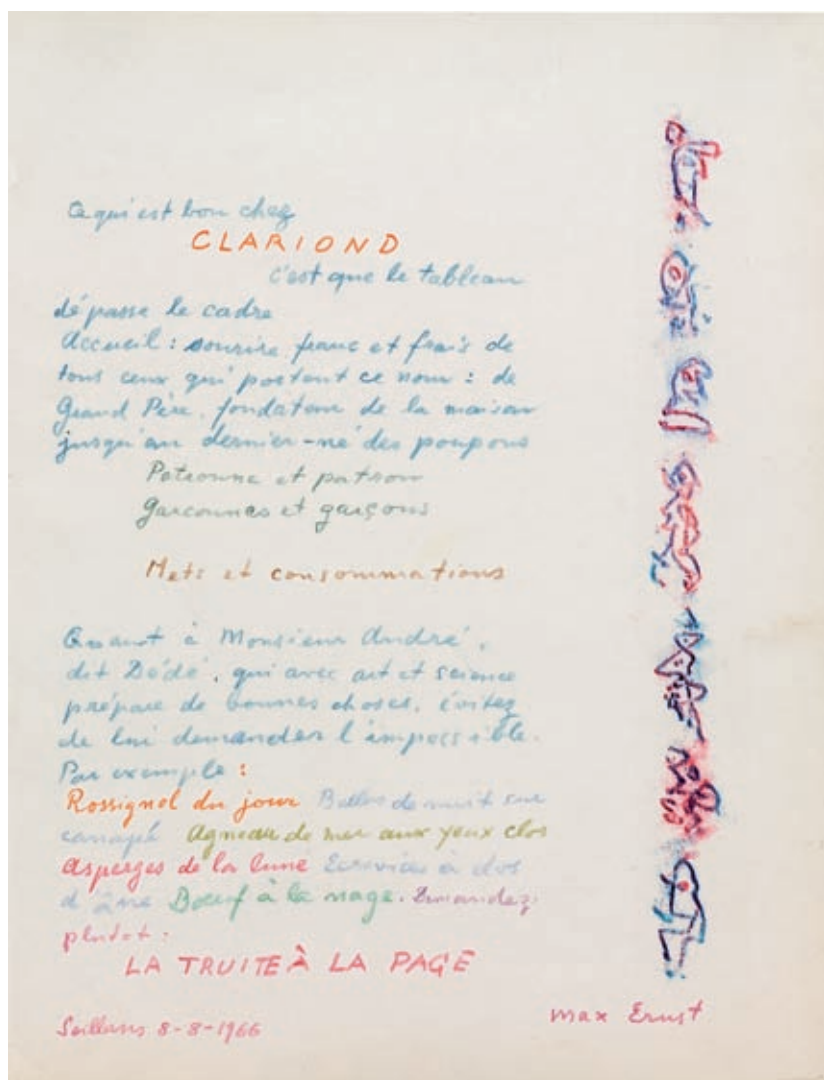 Ce qui est bon chez
CLARIOND
c'est que le tableau
dépasse le cadre
Accueil : sourire franc et frais de
tous ceux qui portent ce nom : de
Grand Père, fondateur de la maison
jusqu'au dernier-né des poupons
Patronne et patron
Garçonnes et garçons
Mets et consommations
Quant à Monsieur André,
dit Dédé, qui avec art et science
prépare de bonnes choses, évitez
de lui demander l'impossible.
Par exemple :
Rossignol du jour Belles de nuit sur
canapé Agneau de mer aux yeux clos
Asperges de la lune Ecrevices à dos
d'âne Boeuf à la nage. Demandez
plutot :
LA TRUITE À LA PAGE
Seillans 8-8-1966
max Ernst